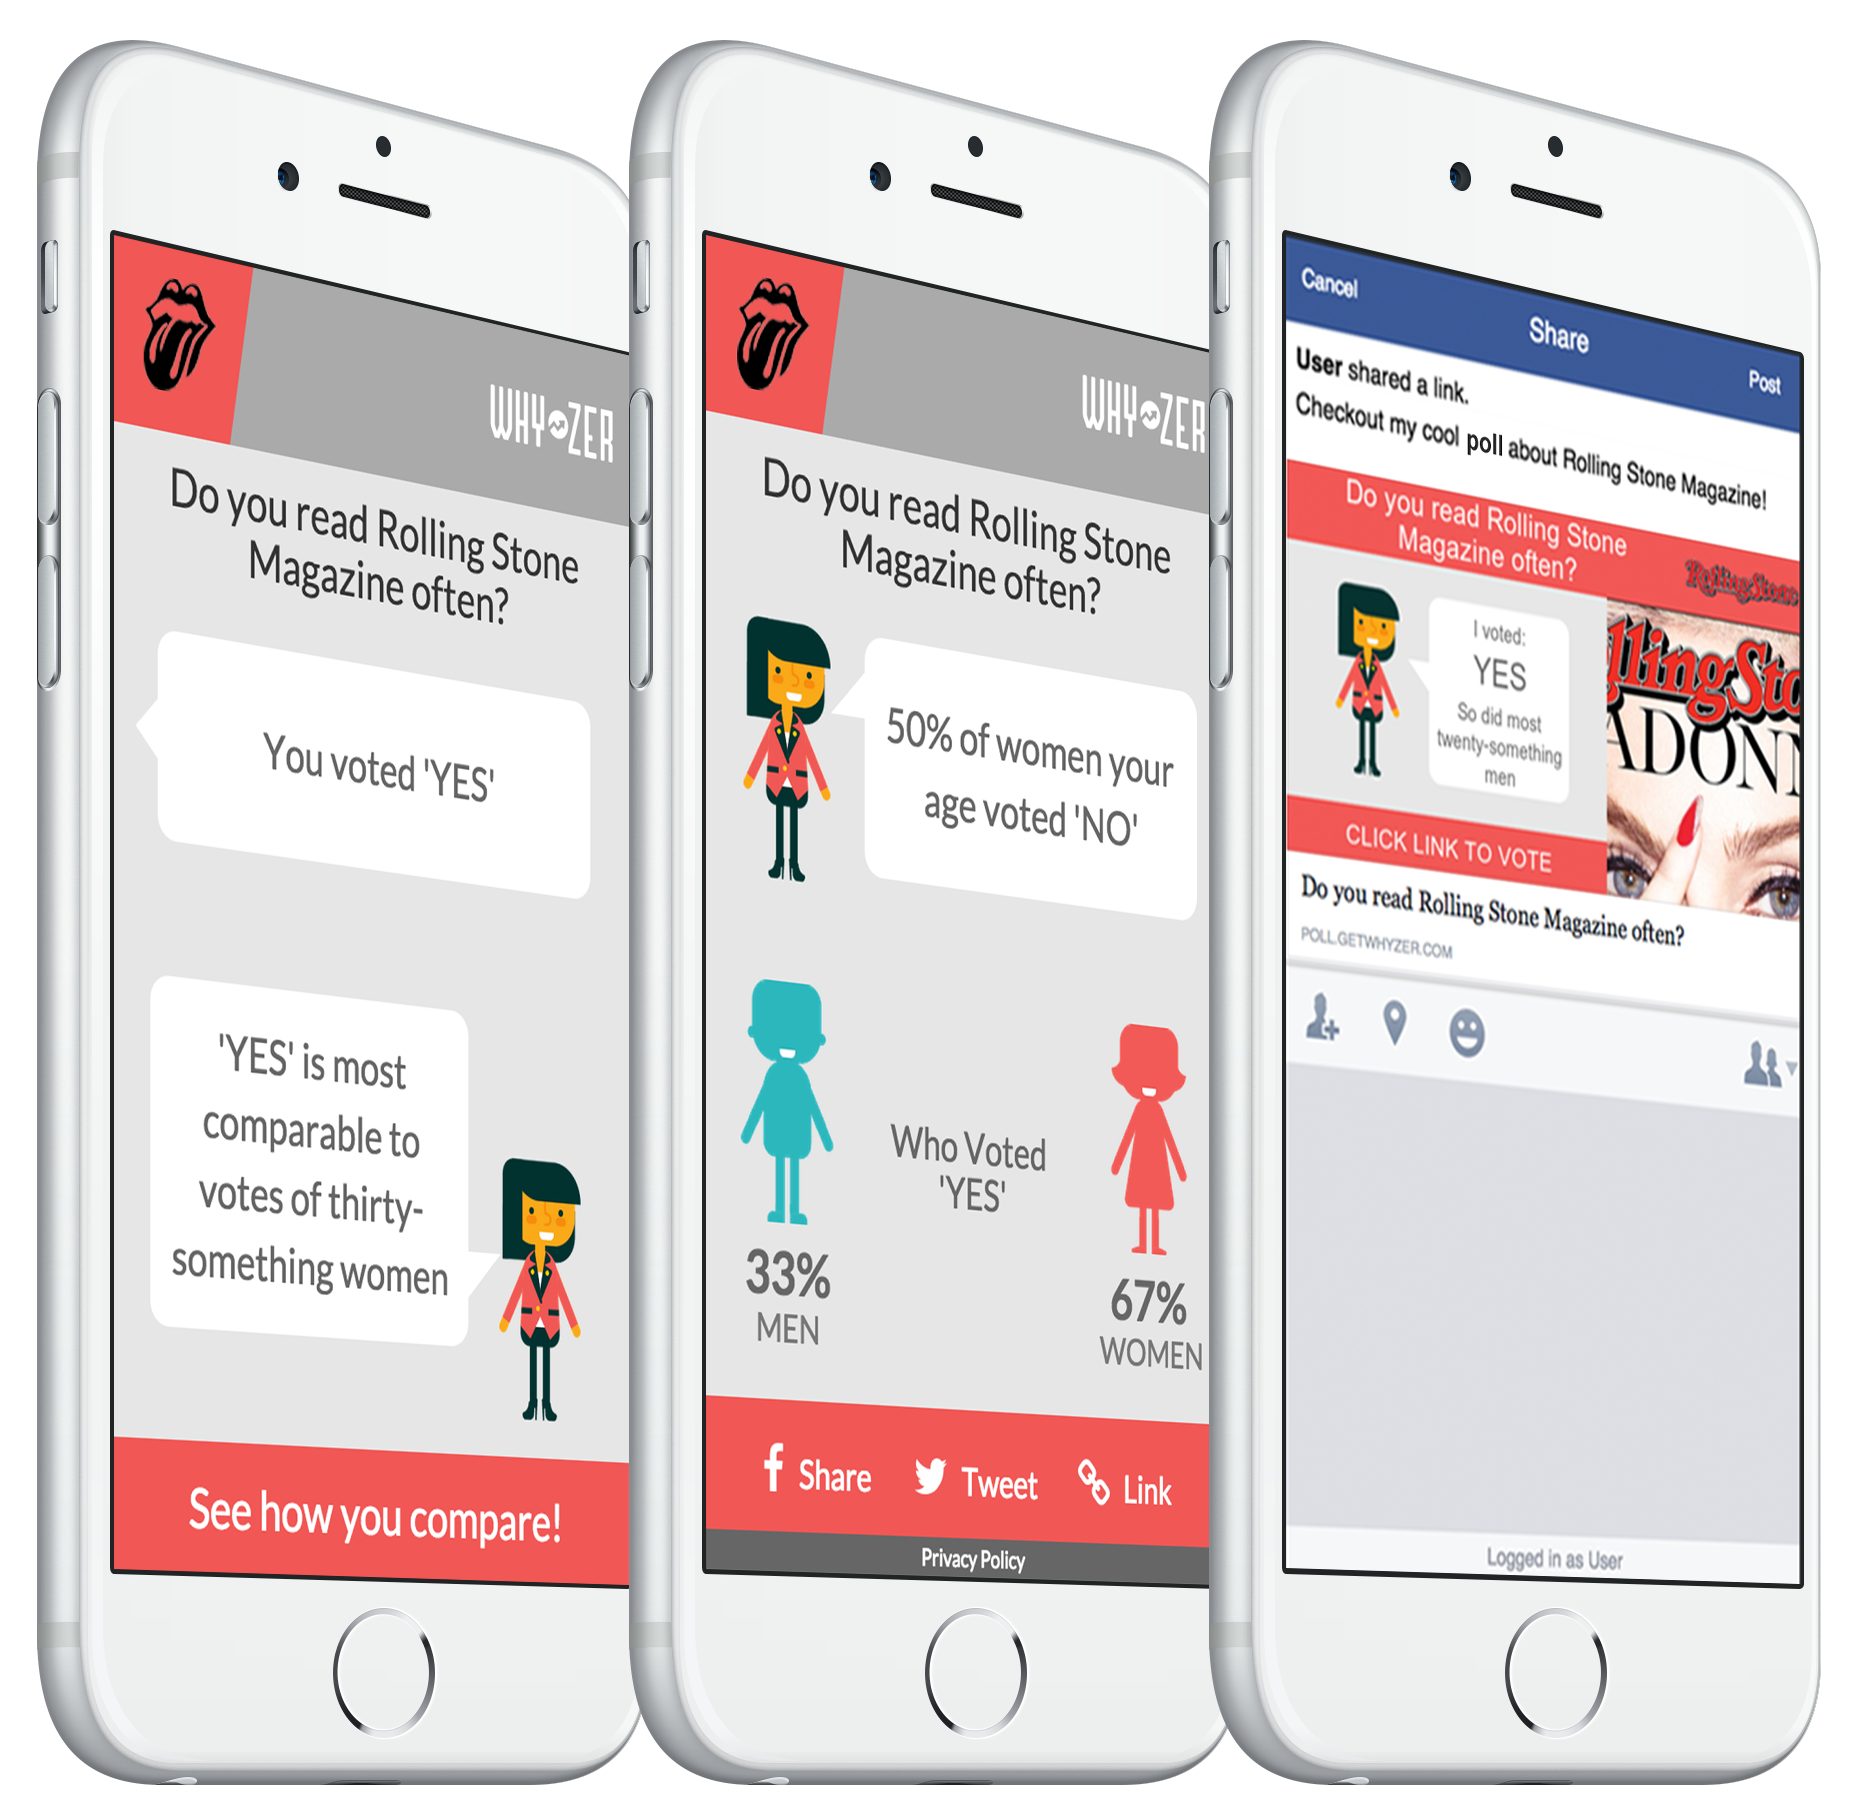 WHYZER
Do you read Rolling Stone
Magazine often?
You voted 'YES'
'YES' is most
comparable to
votes of thirty-
something women
See how you compare!
WHYZER
Do you read Rolling Stone
Magazine often?
50% of women your
age voted 'NO'
Who Voted
'YES'
33%
MEN
67%
WOMEN
Share
Tweet
Link
Privacy Policy
Cancel
Share
Post
User shared a link.
Checkout my cool poll about Rolling Stone Magazine!
Do you read Rolling Stone
Magazine often?
RollingStone
I voted:
YES
So did most
twenty-something
men
llingSto
ADON
CLICK LINK TO VOTE
Do you read Rolling Stone Magazine often?
POLL.GETWHYZER.COM
Logged in as User